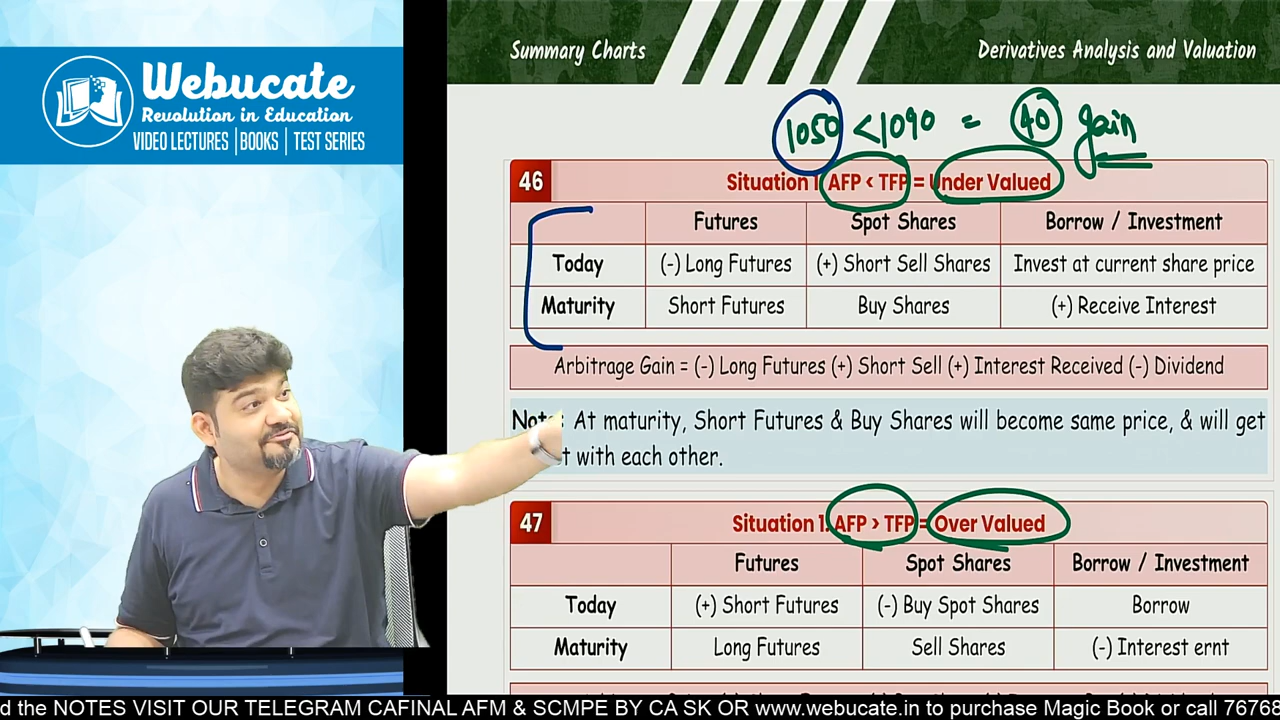 Webucate
Revolution in Education
VIDEO LECTURES | BOOKS | TEST SERIES
Summary Charts
Derivatives Analysis and Valuation
1050 < 1090 = 40 gain
46
AFP < TFP = Under Valued
Futures Spot Shares Borrow / Investment
Today (-) Long Futures (+) Short Sell Shares Invest at current share price
Maturity Short Futures Buy Shares (+) Receive Interest
Arbitrage Gain = (-) Long Futures (+) Short Sell (+) Interest Received (-) Dividend
At maturity, Short Futures & Buy Shares will become same price, & will get
with each other.
47
Situation 1: AFP > TFP = Over Valued
Futures Spot Shares Borrow / Investment
Today (+) Short Futures (-) Buy Spot Shares Borrow
Maturity Long Futures Sell Shares (-) Interest ernt
d the NOTES VISIT OUR TELEGRAM CAFINAL AFM & SCMPE BY CA SK OR www.webucate.in to purchase Magic Book or call 76768